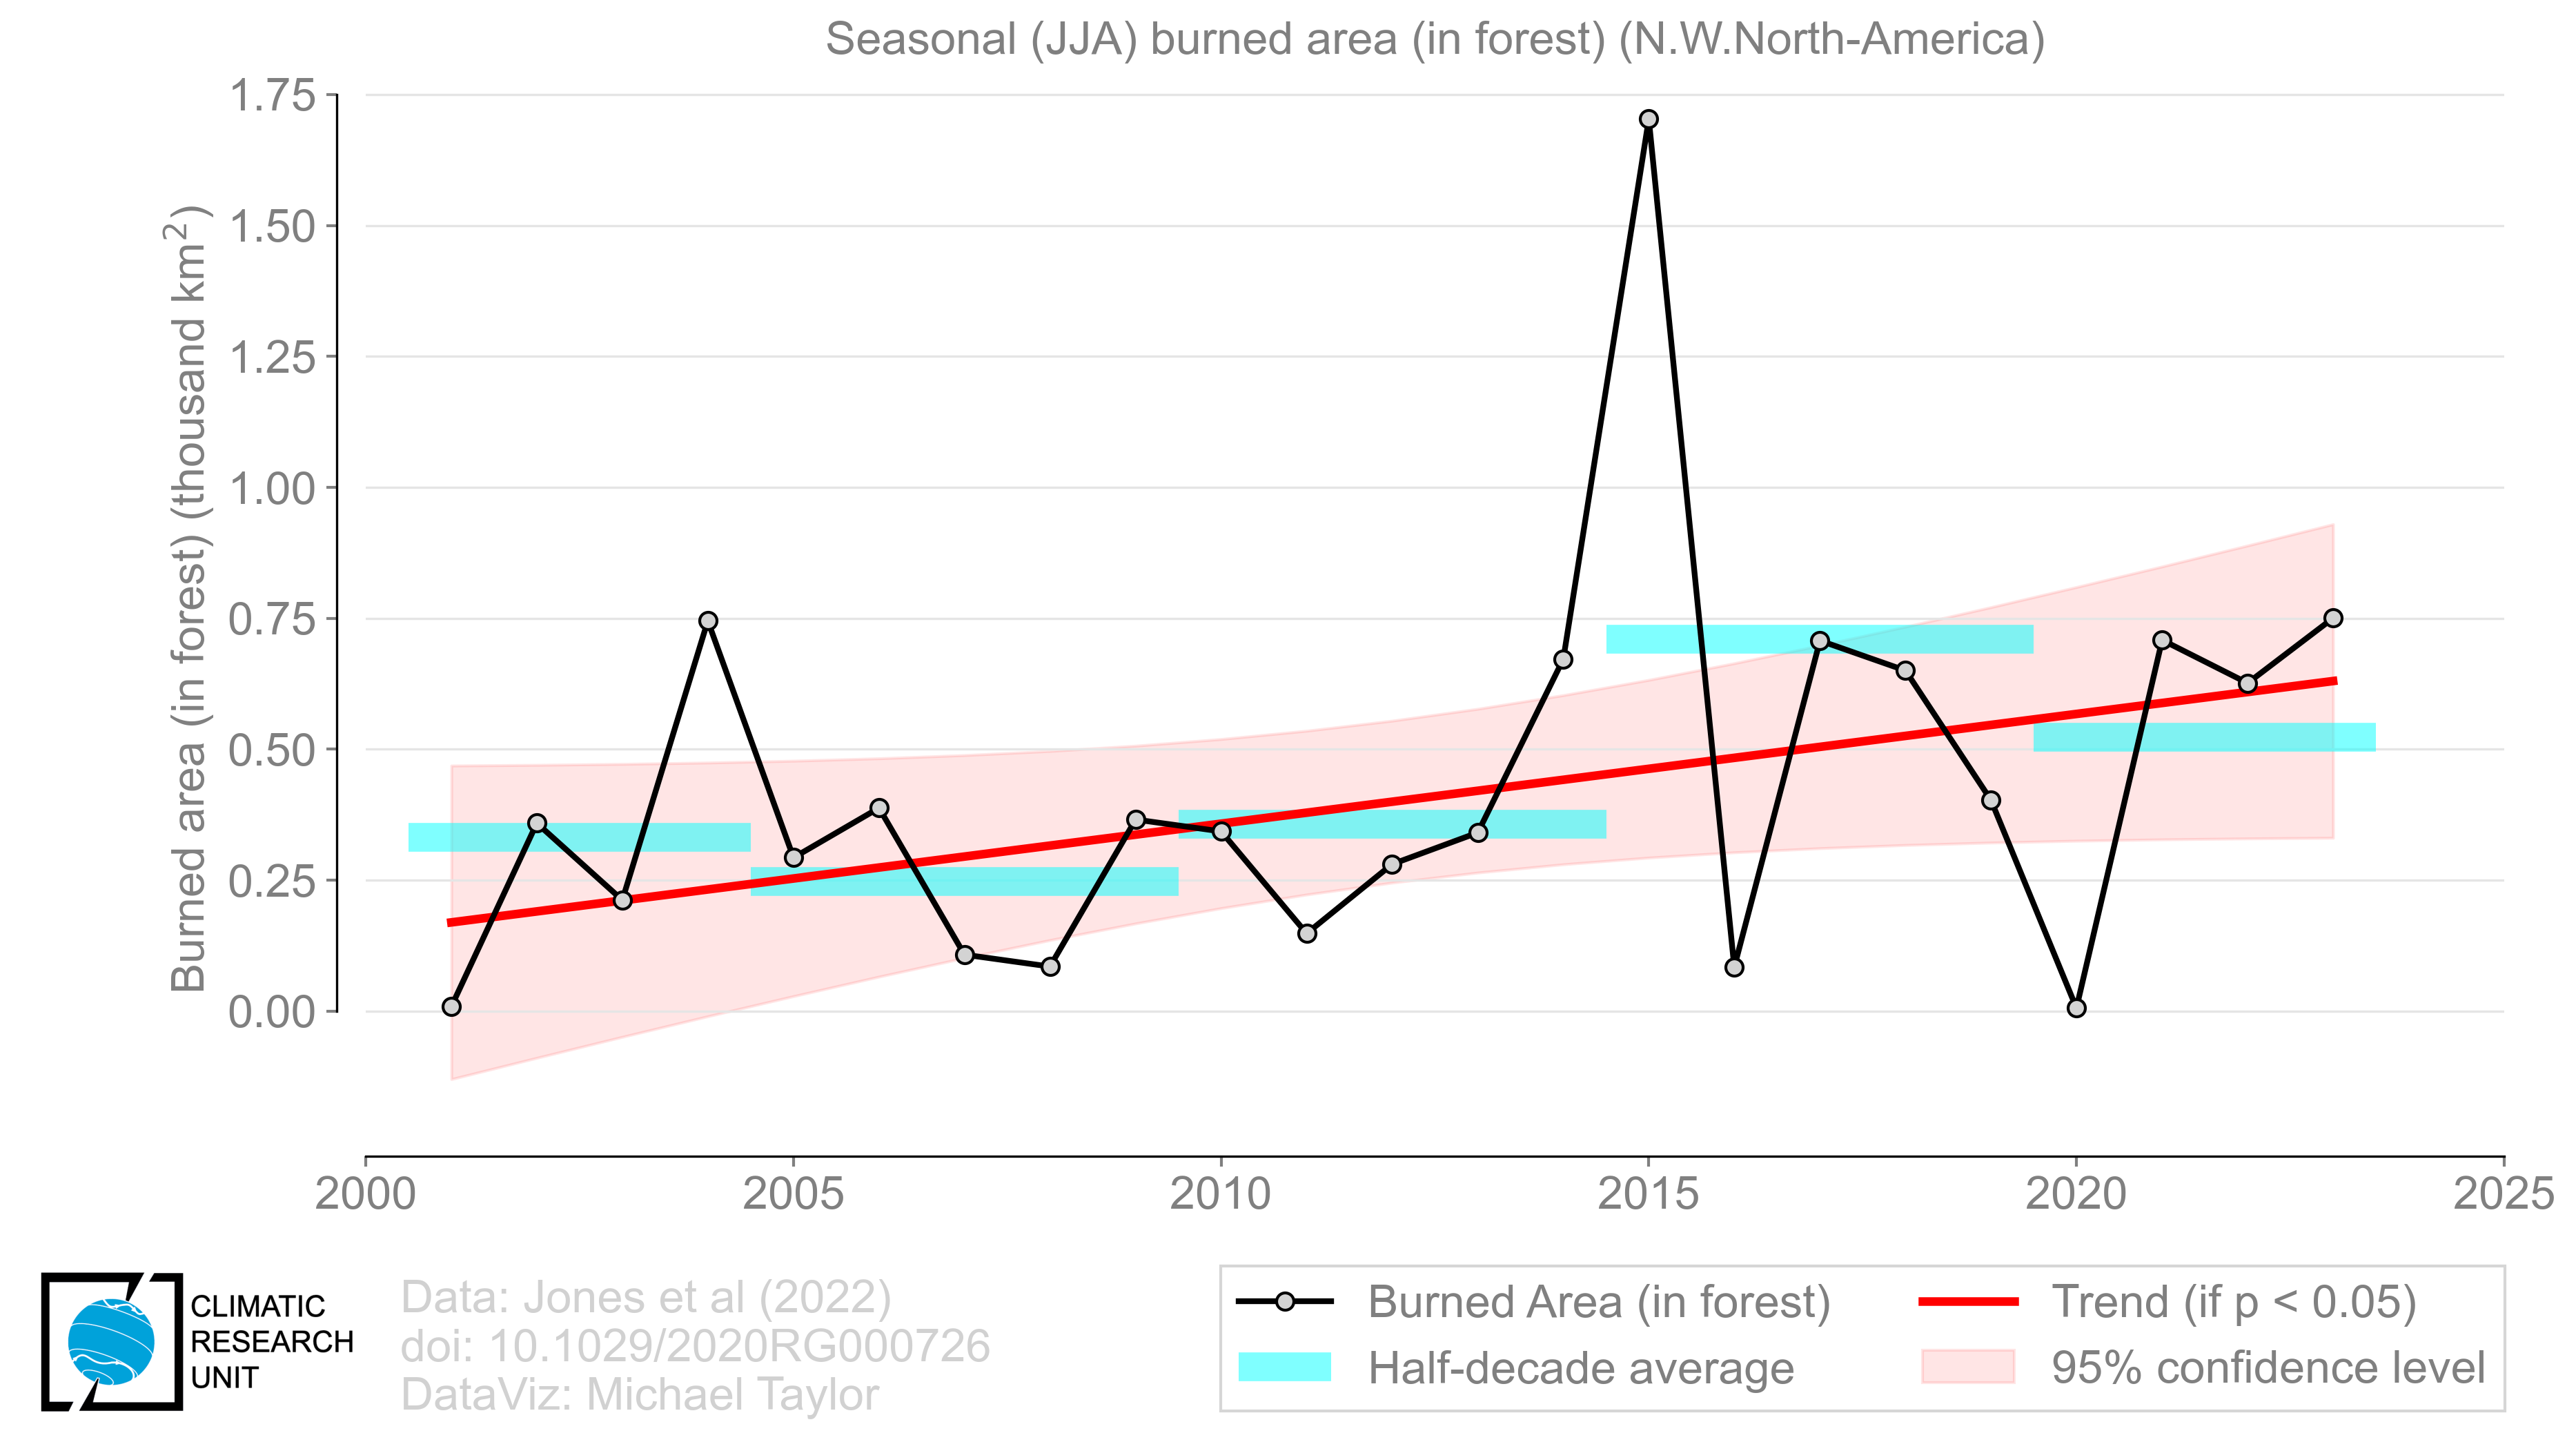 Seasonal (JJA) burned area (in forest) (N.W.North-America)
Burned area (in forest) (thousand km²)
1.75
1.50
1.25
1.00
0.75
0.50
0.25
0.00
2000 2005 2010 2015 2020 2025
CLIMATIC
RESEARCH
UNIT
Data: Jones et al (2022)
doi: 10.1029/2020RG000726
DataViz: Michael Taylor
Burned Area (in forest)
Half-decade average
Trend (if p < 0.05)
95% confidence level